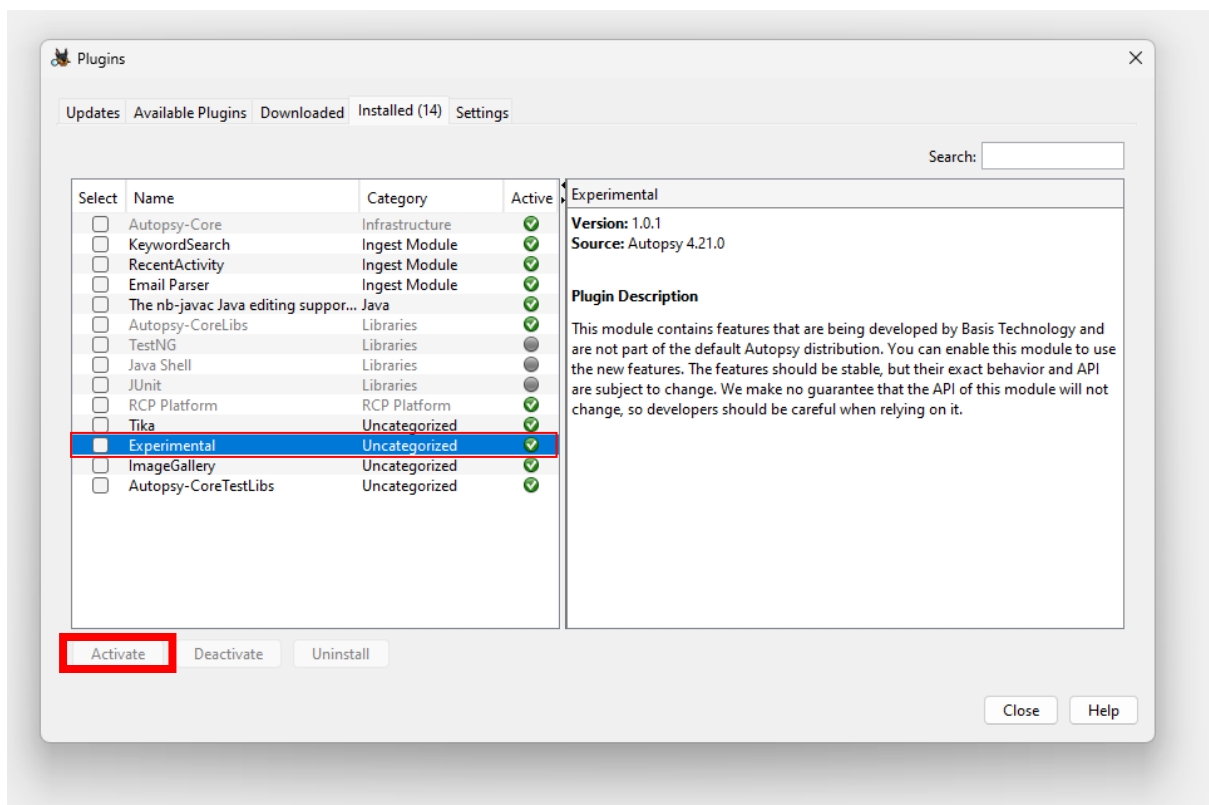 Plugins
Updates Available Plugins Downloaded Installed (14) Settings
Search:
Select Name Category Active
Autopsy-Core Infrastructure
KeywordSearch Ingest Module
RecentActivity Ingest Module
Email Parser Ingest Module
The nb-javac Java editing suppor... Java
Autopsy-CoreLibs Libraries
TestNG Libraries
Java Shell Libraries
JUnit Libraries
RCP Platform RCP Platform
Tika Uncategorized
Experimental Uncategorized
ImageGallery Uncategorized
Autopsy-CoreTestLibs Uncategorized
Experimental
Version: 1.0.1
Source: Autopsy 4.21.0
Plugin Description
This module contains features that are being developed by Basis Technology and
are not part of the default Autopsy distribution. You can enable this module to use
the new features. The features should be stable, but their exact behavior and API
are subject to change. We make no guarantee that the API of this module will not
change, so developers should be careful when relying on it.
Activate Deactivate Uninstall
Close Help